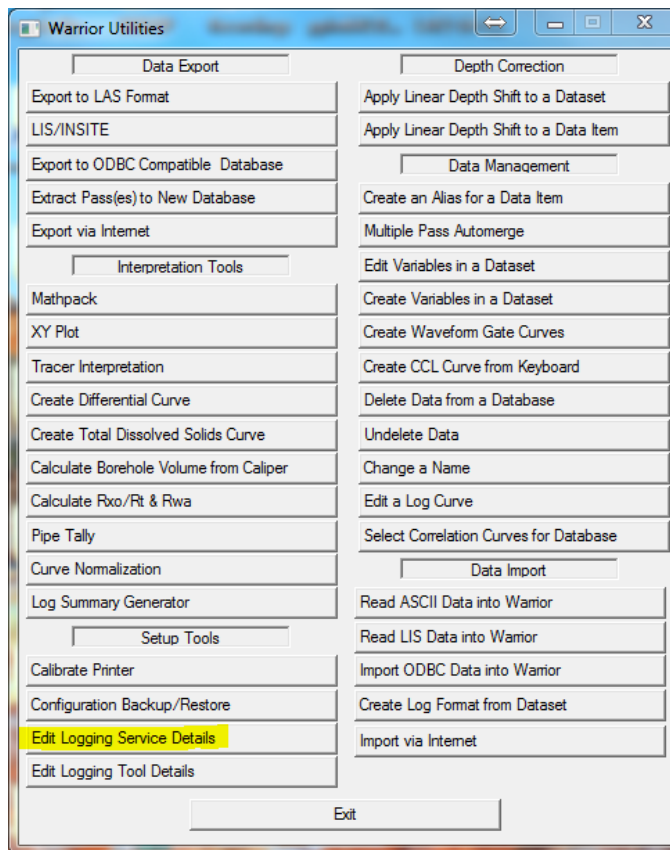 Warrior Utilities
Data Export
Export to LAS Format
LIS/INSITE
Export to ODBC Compatible Database
Extract Pass(es) to New Database
Export via Internet
Interpretation Tools
Mathpack
XY Plot
Tracer Interpretation
Create Differential Curve
Create Total Dissolved Solids Curve
Calculate Borehole Volume from Caliper
Calculate Rxo/Rt & Rwa
Pipe Tally
Curve Normalization
Log Summary Generator
Setup Tools
Calibrate Printer
Configuration Backup/Restore
Edit Logging Service Details
Edit Logging Tool Details
Depth Correction
Apply Linear Depth Shift to a Dataset
Apply Linear Depth Shift to a Data Item
Data Management
Create an Alias for a Data Item
Multiple Pass Automerge
Edit Variables in a Dataset
Create Variables in a Dataset
Create Waveform Gate Curves
Create CCL Curve from Keyboard
Delete Data from a Database
Undelete Data
Change a Name
Edit a Log Curve
Select Correlation Curves for Database
Data Import
Read ASCII Data into Warrior
Read LIS Data into Warrior
Import ODBC Data into Warrior
Create Log Format from Dataset
Import via Internet
Exit